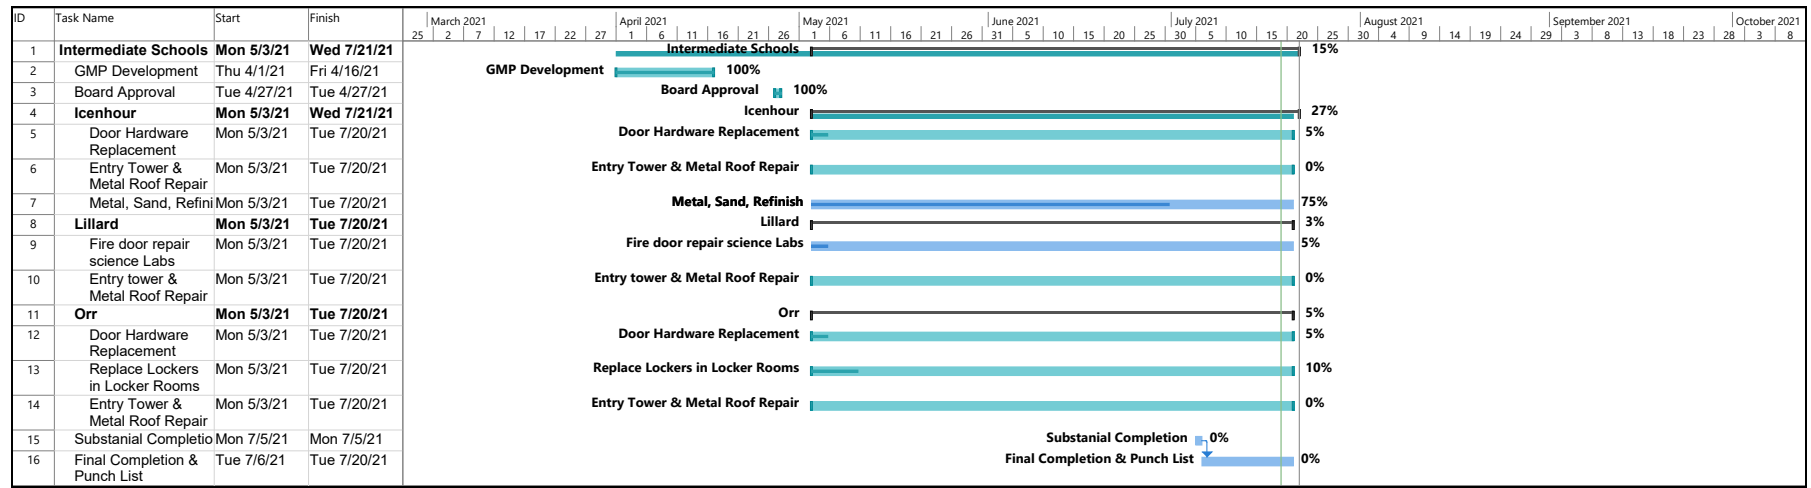 ID Task Name Start Finish March 2021 April 2021 May 2021 June 2021 July 2021 August 2021 September 2021 October 2021
25 2 7 12 17 22 27 1 6 11 16 21 26 1 6 11 16 21 26 31 5 10 15 20 25 30 5 10 15 20 25 30 4 9 14 19 24 29 3 8 13 18 23 28 3 8
1 Intermediate Schools Mon 5/3/21 Wed 7/21/21 Intermediate Schools 15%
2 GMP Development Thu 4/1/21 Fri 4/16/21 GMP Development 100%
3 Board Approval Tue 4/27/21 Tue 4/27/21 Board Approval 100%
4 Icenhour Mon 5/3/21 Wed 7/21/21 Icenhour 27%
5 Door Hardware Mon 5/3/21 Tue 7/20/21 Door Hardware Replacement 5%
Replacement
6 Entry Tower & Mon 5/3/21 Tue 7/20/21 Entry Tower & Metal Roof Repair 0%
Metal Roof Repair
7 Metal, Sand, Refini Mon 5/3/21 Tue 7/20/21 Metal, Sand, Refinish 75%
8 Lillard Mon 5/3/21 Tue 7/20/21 Lillard 3%
9 Fire door repair Mon 5/3/21 Tue 7/20/21 Fire door repair science Labs 5%
science Labs
10 Entry tower & Mon 5/3/21 Tue 7/20/21 Entry tower & Metal Roof Repair 0%
Metal Roof Repair
11 Orr Mon 5/3/21 Tue 7/20/21 Orr 5%
12 Door Hardware Mon 5/3/21 Tue 7/20/21 Door Hardware Replacement 5%
Replacement
13 Replace Lockers Mon 5/3/21 Tue 7/20/21 Replace Lockers in Locker Rooms 10%
in Locker Rooms
14 Entry Tower & Mon 5/3/21 Tue 7/20/21 Entry Tower & Metal Roof Repair 0%
Metal Roof Repair
15 Substanial Completio Mon 7/5/21 Mon 7/5/21 Substanial Completion 0%
16 Final Completion & Tue 7/6/21 Tue 7/20/21 Final Completion & Punch List 0%
Punch List